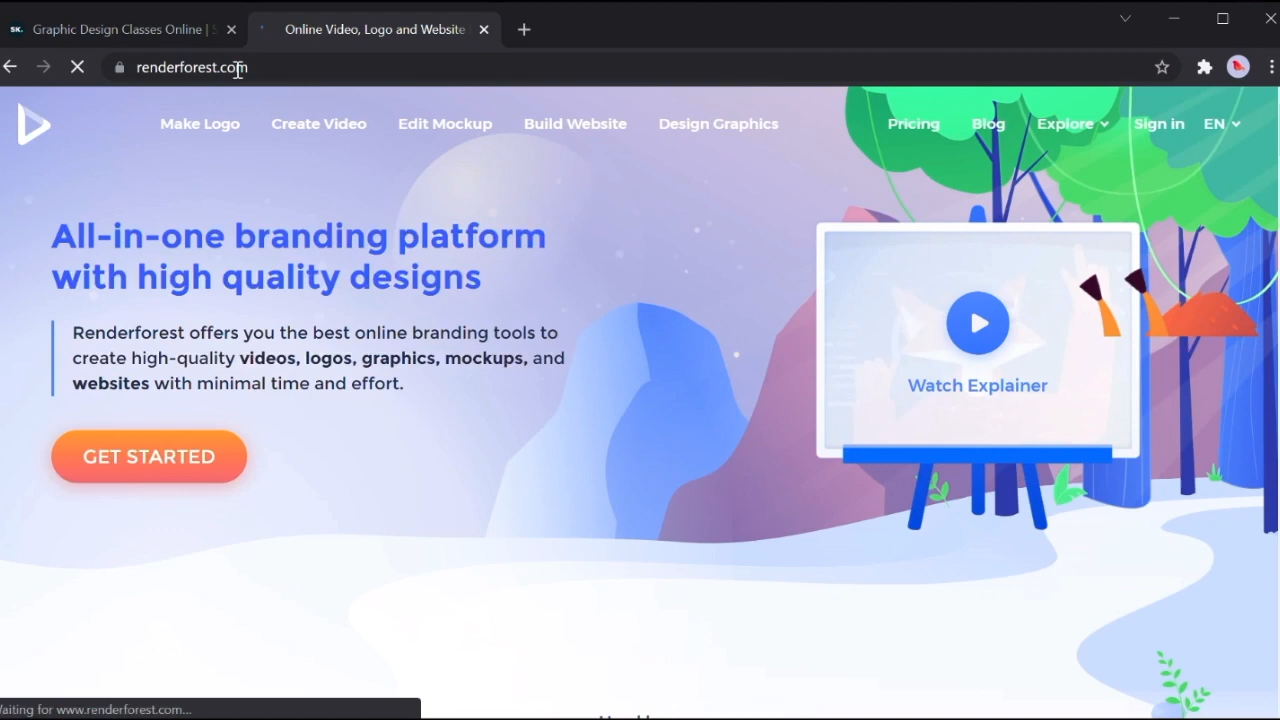 SK. Graphic Design Classes Online |
Online Video, Logo and Website
renderforest.com
Make Logo Create Video Edit Mockup Build Website Design Graphics Pricing Blog Explore Sign in EN
All-in-one branding platform
with high quality designs
Renderforest offers you the best online branding tools to
create high-quality videos, logos, graphics, mockups, and
websites with minimal time and effort.
GET STARTED
Watch Explainer
aiting for www.renderforest.com...